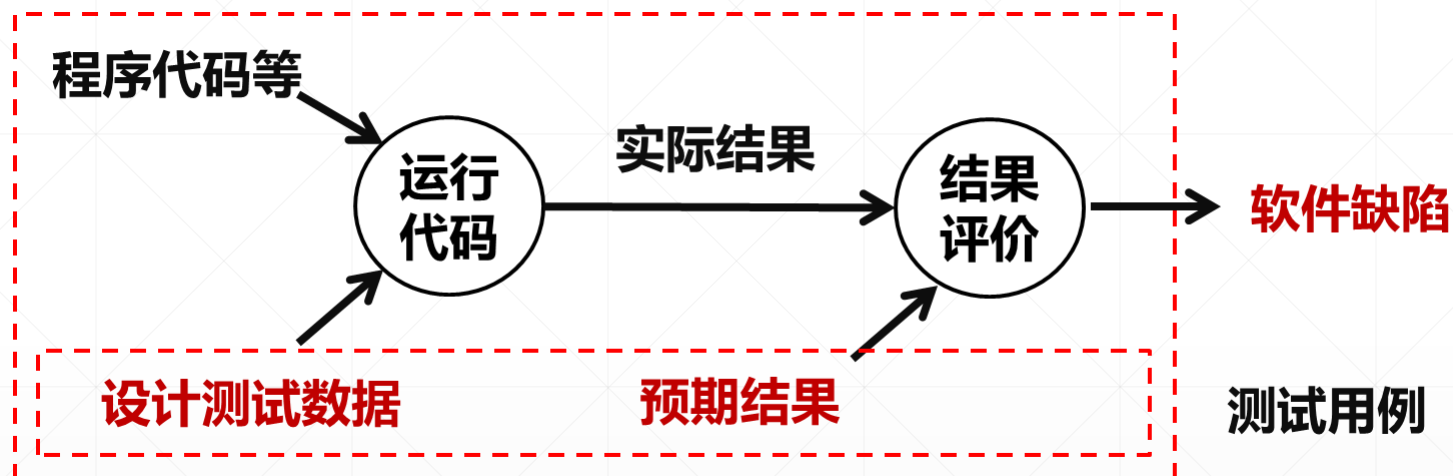 程序代码等
运行
代码
实际结果
结果
评价
软件缺陷
设计测试数据
预期结果
测试用例